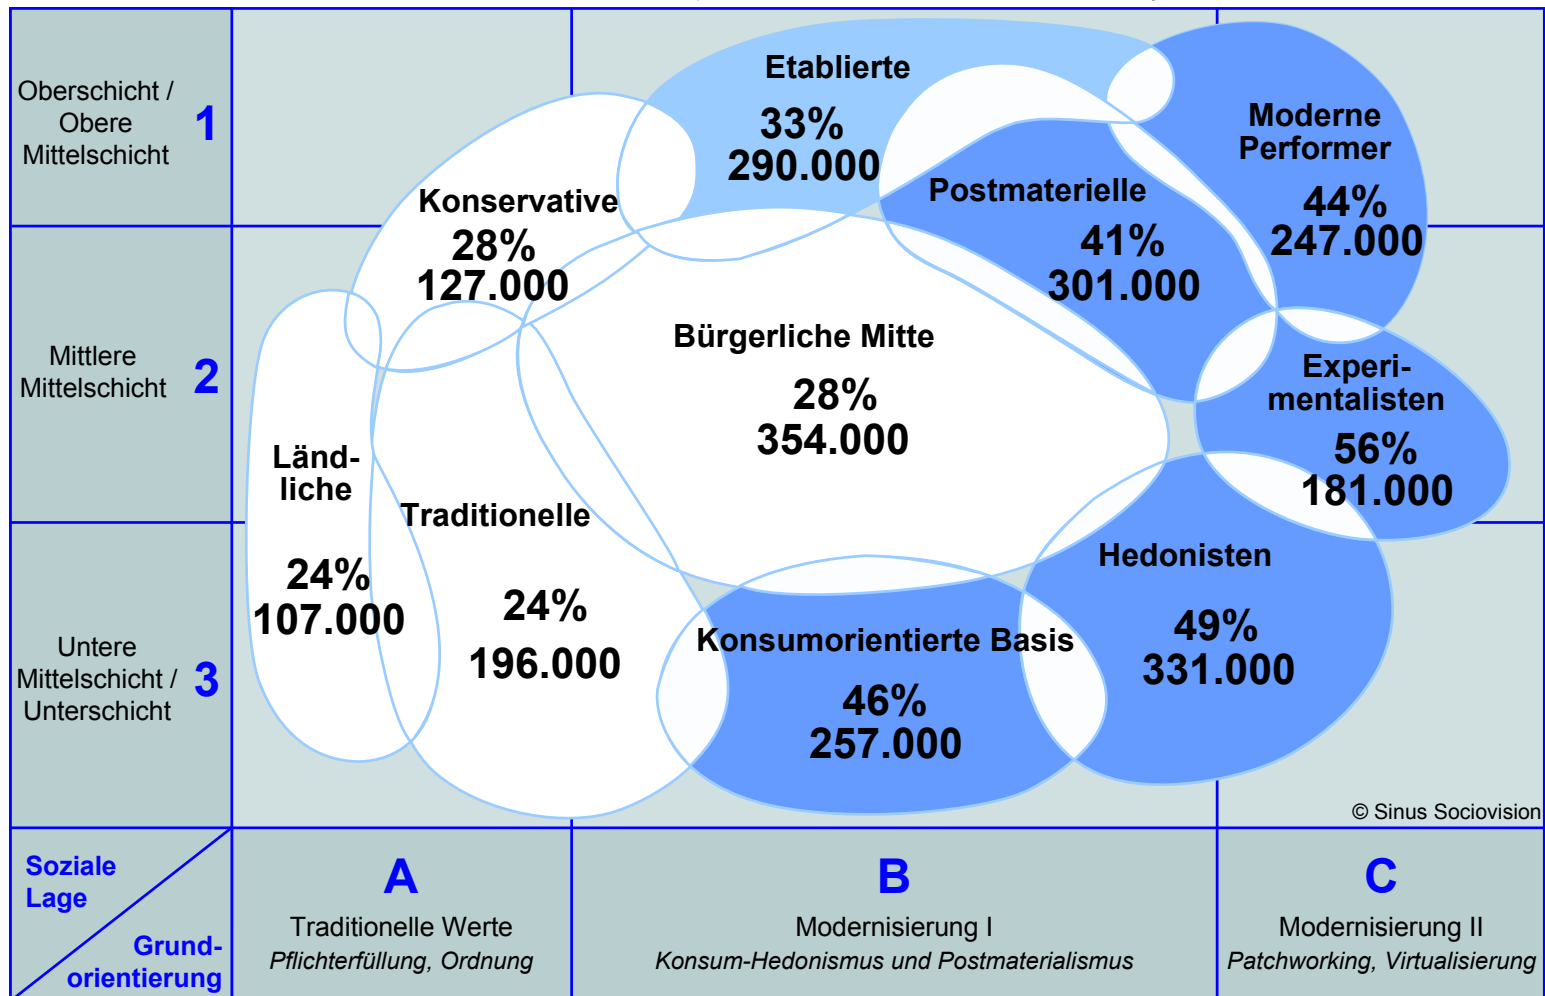 Oberschicht /
Obere
Mittelschicht
1
Etablierte
33%
290.000
Moderne
Performer
44%
247.000
Postmaterielle
41%
301.000
Konservative
28%
127.000
Mittlere
Mittelschicht
2
Bürgerliche Mitte
28%
354.000
Experi-
mentalisten
56%
181.000
Länd-
liche
24%
107.000
Traditionelle
24%
196.000
Hedonisten
49%
331.000
Konsumorientierte Basis
46%
257.000
Untere
Mittelschicht /
Unterschicht
3
© Sinus Sociovision
Soziale
Lage
Grund-
orientierung
A
Traditionelle Werte
Pflichterfüllung, Ordnung
B
Modernisierung I
Konsum-Hedonismus und Postmaterialismus
C
Modernisierung II
Patchworking, Virtualisierung